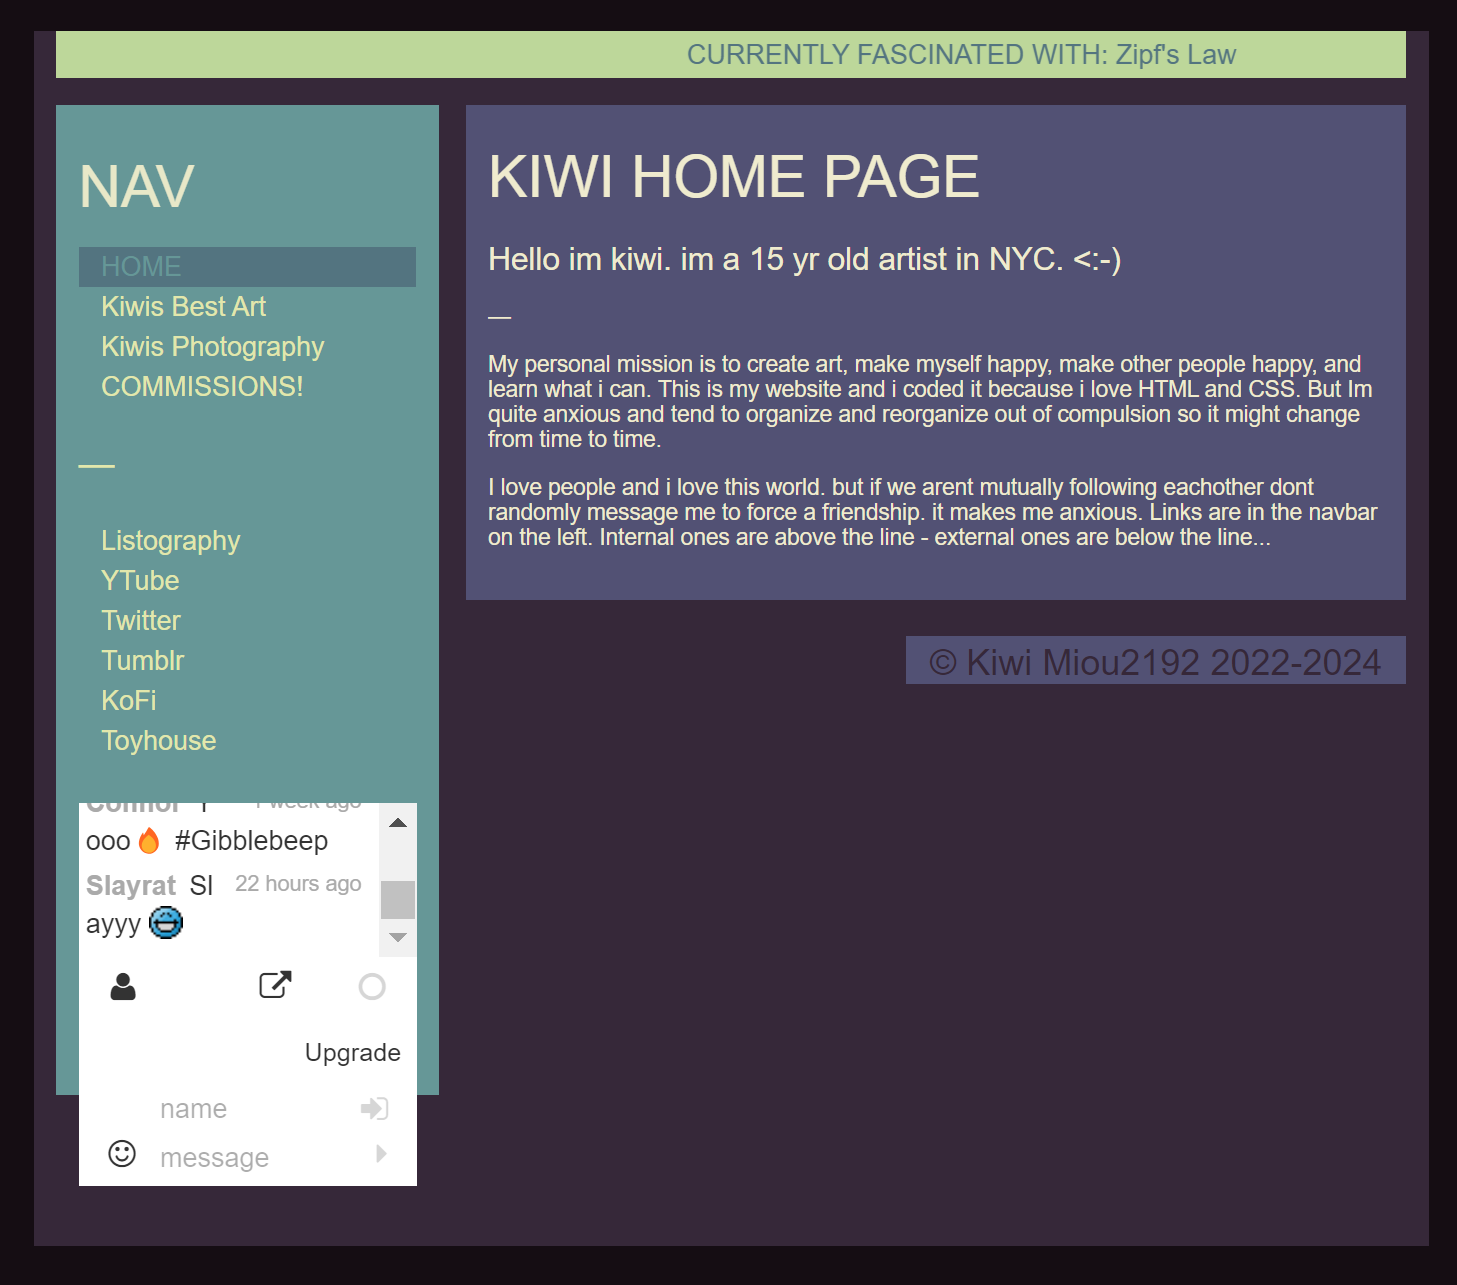 CURRENTLY FASCINATED WITH: Zipf's Law
NAV
HOME
Kiwis Best Art
Kiwis Photography
COMMISSIONS!
Listography
YTube
Twitter
Tumblr
KoFi
Toyhouse
Connor 1 week ago
ooo🔥 #Gibblebeep
Slayrat Sl 22 hours ago
ayyy
Upgrade
name
message
KIWI HOME PAGE
Hello im kiwi. im a 15 yr old artist in NYC. <:-)
—
My personal mission is to create art, make myself happy, make other people happy, and
learn what i can. This is my website and i coded it because i love HTML and CSS. But Im
quite anxious and tend to organize and reorganize out of compulsion so it might change
from time to time.
I love people and i love this world. but if we arent mutually following eachother dont
randomly message me to force a friendship. it makes me anxious. Links are in the navbar
on the left. Internal ones are above the line - external ones are below the line...
© Kiwi Miou2192 2022-2024